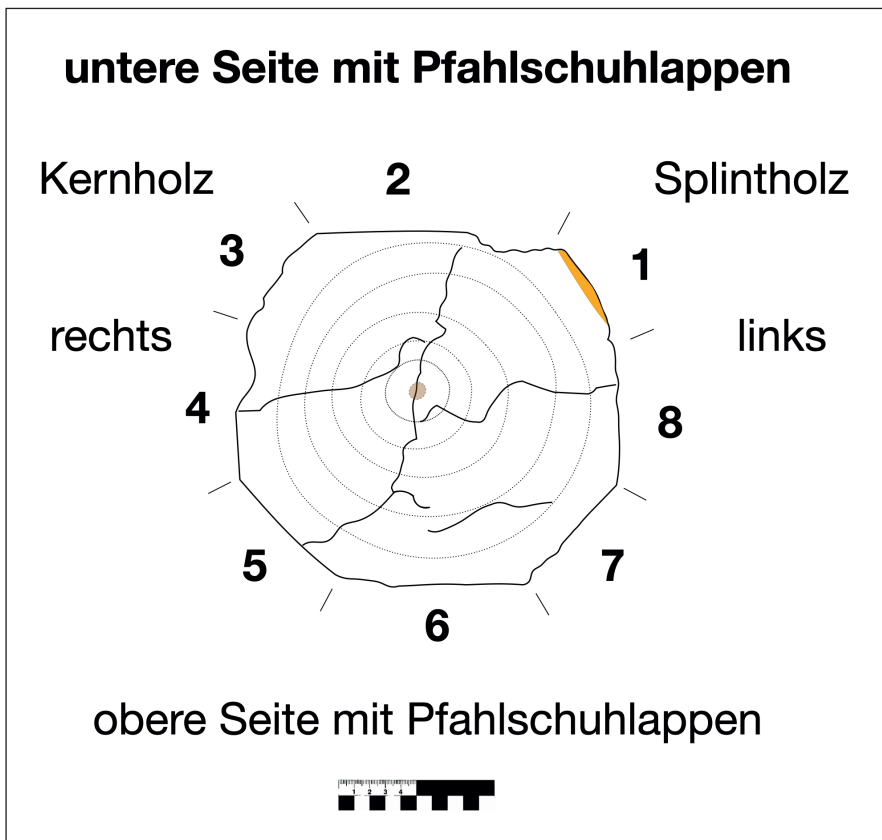 untere Seite mit Pfahlschuhlappen
Kernholz 2 Splintholz
3 1
rechts links
4 8
5 7
6
obere Seite mit Pfahlschuhlappen
1 2 3 4